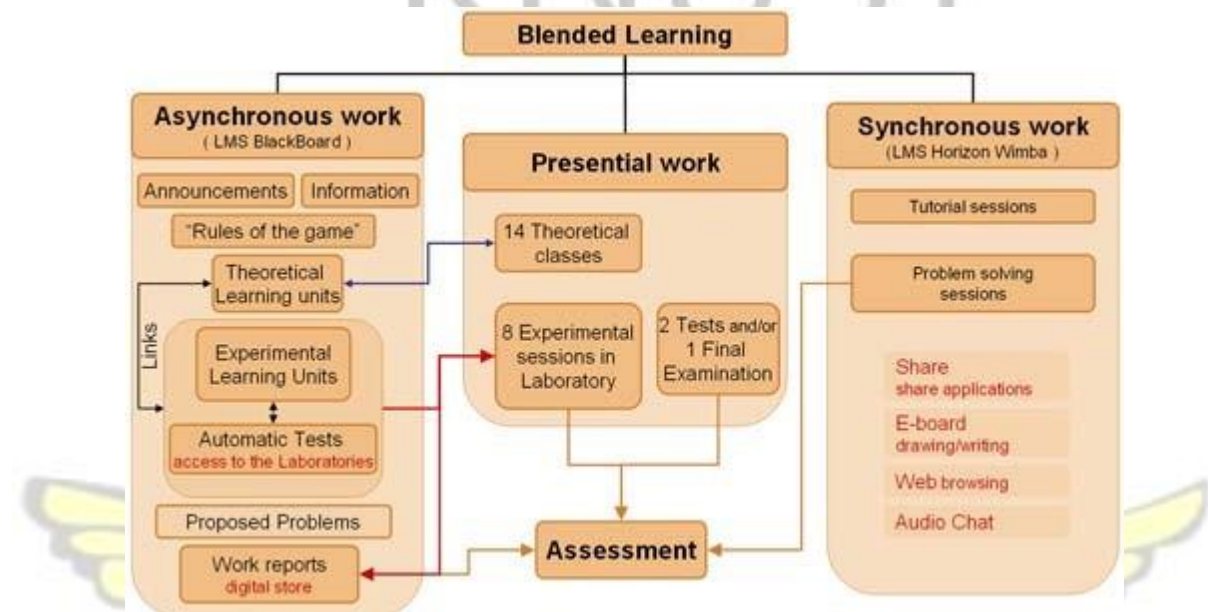 Blended Learning
Asynchronous work
( LMS BlackBoard )
Announcements
Information
"Rules of the game"
Theoretical
Learning units
Links
Experimental
Learning Units
Automatic Tests
access to the Laboratories
Proposed Problems
Work reports
digital store
Presential work
14 Theoretical
classes
8 Experimental
sessions in
Laboratory
2 Tests and/or
1 Final
Examination
Assessment
Synchronous work
(LMS Horizon Wimba )
Tutorial sessions
Problem solving
sessions
Share
share applications
E-board
drawing/writing
Web browsing
Audio Chat